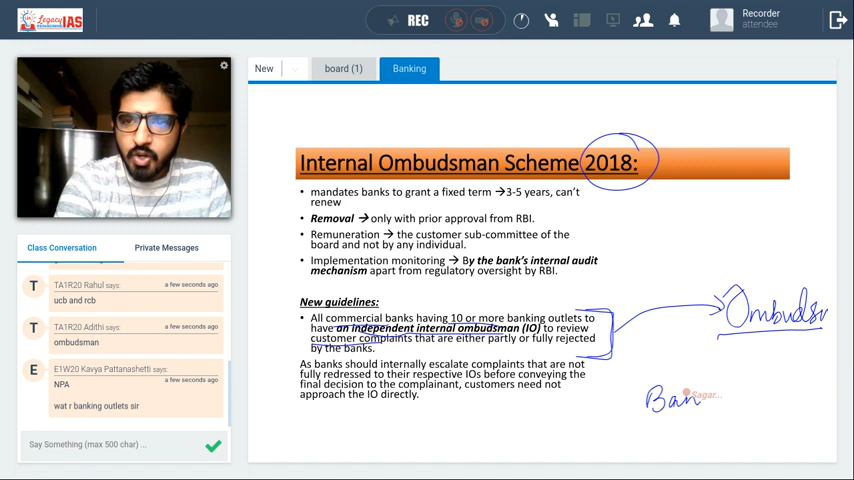 Legacy
IAS
REC
Recorder
attendee
New
board (1)
Banking
Internal Ombudsman Scheme 2018:
• mandates banks to grant a fixed term → 3-5 years, can't
renew
• Removal → only with prior approval from RBI.
• Remuneration → the customer sub-committee of the
board and not by any individual.
• Implementation monitoring → By the bank's internal audit
mechanism apart from regulatory oversight by RBI.
New guidelines:
• All commercial banks having 10 or more banking outlets to
have an independent internal ombudsman (IO) to review
customer complaints that are either partly or fully rejected
by the banks.
As banks should internally escalate complaints that are not
fully redressed to their respective IOs before conveying the
final decision to the complainant, customers need not
approach the IO directly.
Ombudsm
Ban
Sagar...
Class Conversation
Private Messages
T
TA1R20 Rahul says:
a few seconds ago
ucb and rcb
T
TA1R20 Adithi says:
a few seconds ago
ombudsman
E
E1W20 Kavya Pattanashetti says:
a few seconds ago
NPA
wat r banking outlets sir
Say Something (max 500 char) ...